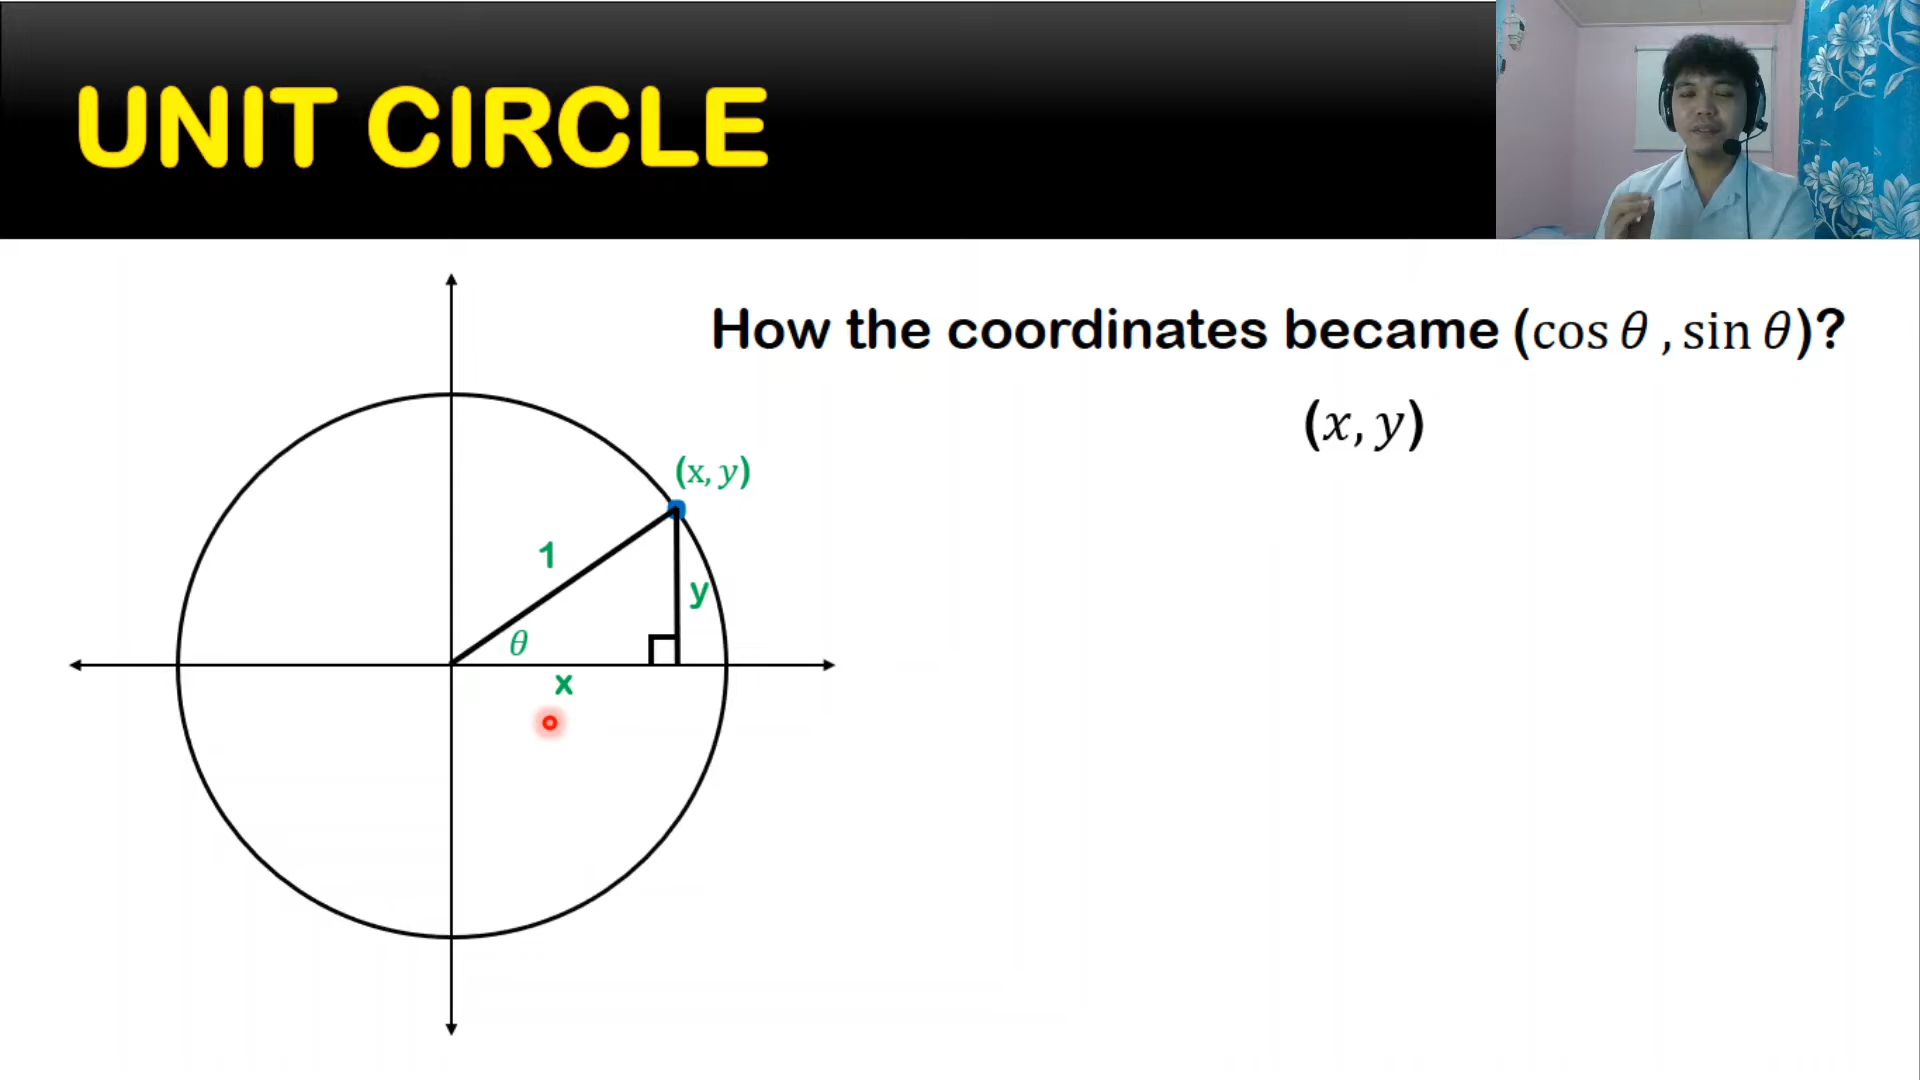 UNIT CIRCLE
How the coordinates became (cos θ , sin θ)?
(x, y)
(x, y)
1
y
θ
x